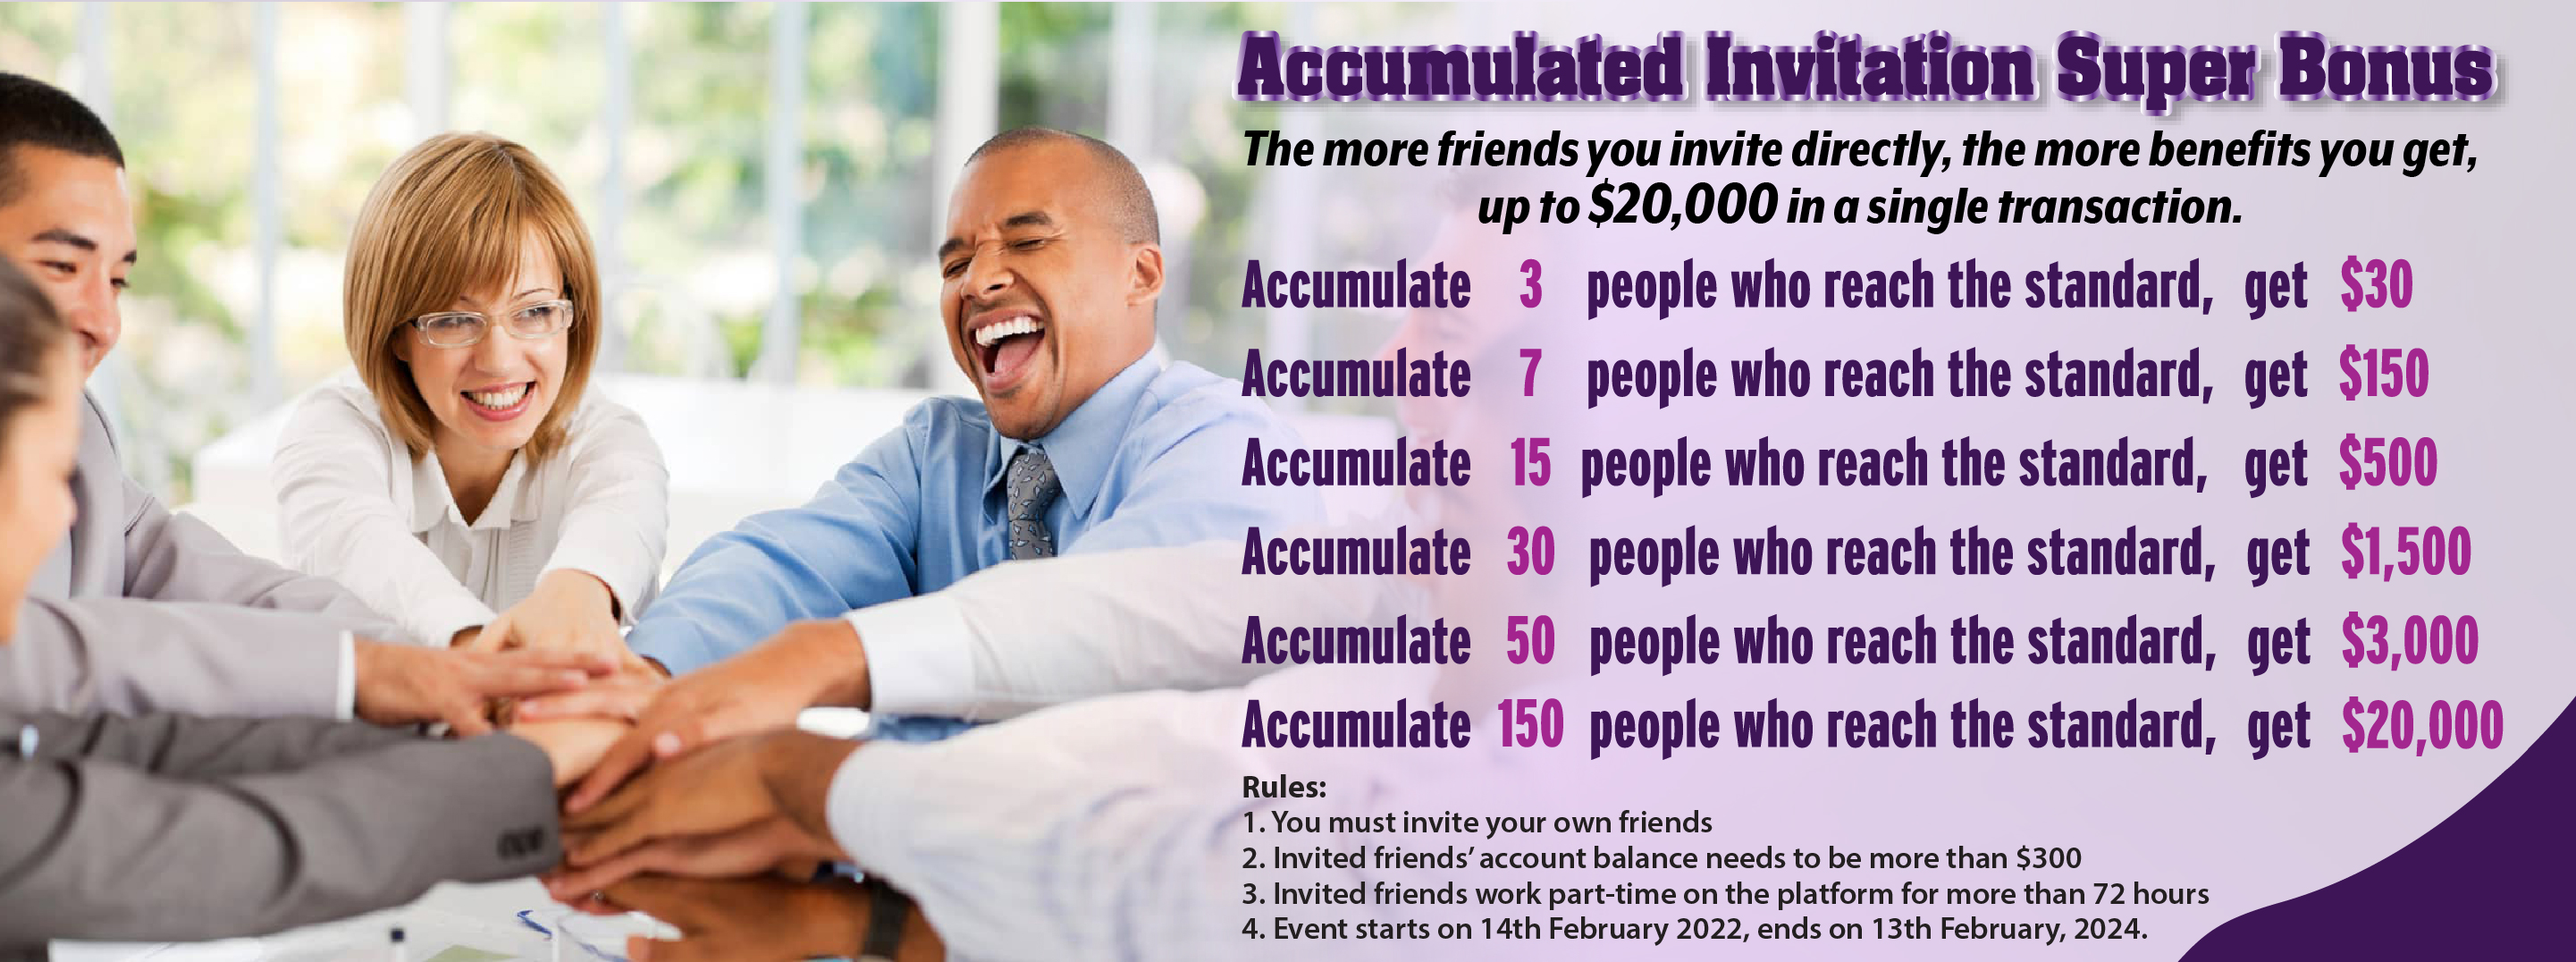 Accumulated Invitation Super Bonus
The more friends you invite directly, the more benefits you get,
up to $20,000 in a single transaction.
Accumulate 3 people who reach the standard, get $30
Accumulate 7 people who reach the standard, get $150
Accumulate 15 people who reach the standard, get $500
Accumulate 30 people who reach the standard, get $1,500
Accumulate 50 people who reach the standard, get $3,000
Accumulate 150 people who reach the standard, get $20,000
Rules:
1. You must invite your own friends
2. Invited friends’ account balance needs to be more than $300
3. Invited friends work part-time on the platform for more than 72 hours
4. Event starts on 14th February 2022, ends on 13th February, 2024.